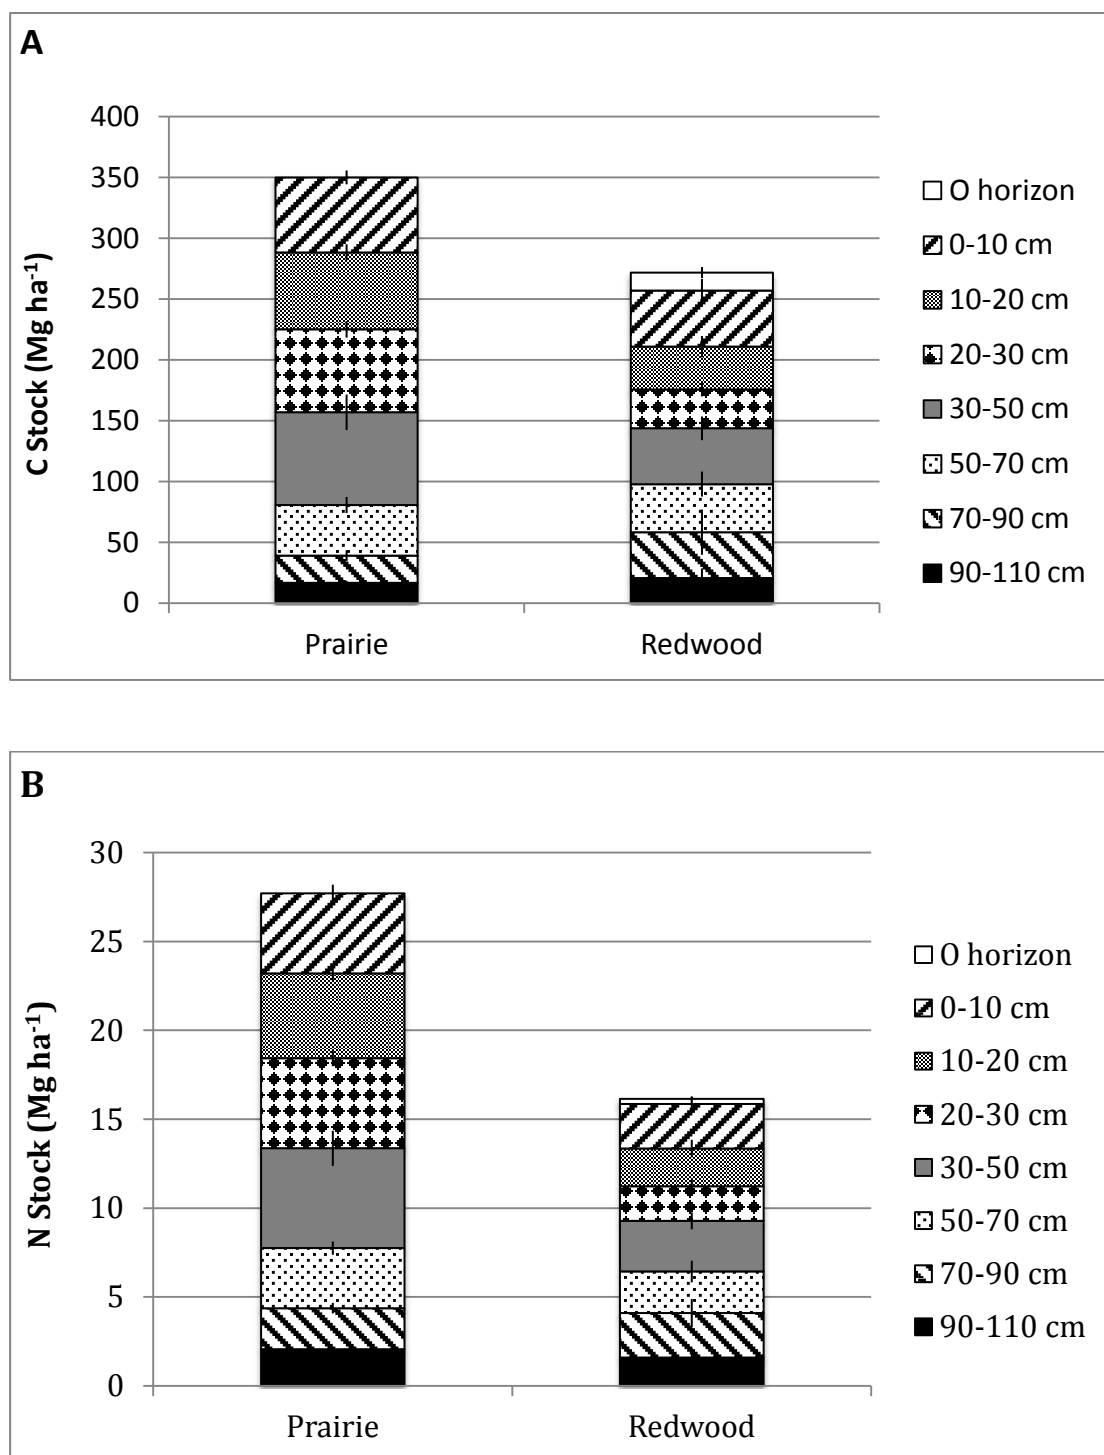 A
C Stock (Mg ha⁻¹)
400
350
300
250
200
150
100
50
0
Prairie
Redwood
O horizon
0-10 cm
10-20 cm
20-30 cm
30-50 cm
50-70 cm
70-90 cm
90-110 cm
B
N Stock (Mg ha⁻¹)
30
25
20
15
10
5
0
Prairie
Redwood
O horizon
0-10 cm
10-20 cm
20-30 cm
30-50 cm
50-70 cm
70-90 cm
90-110 cm